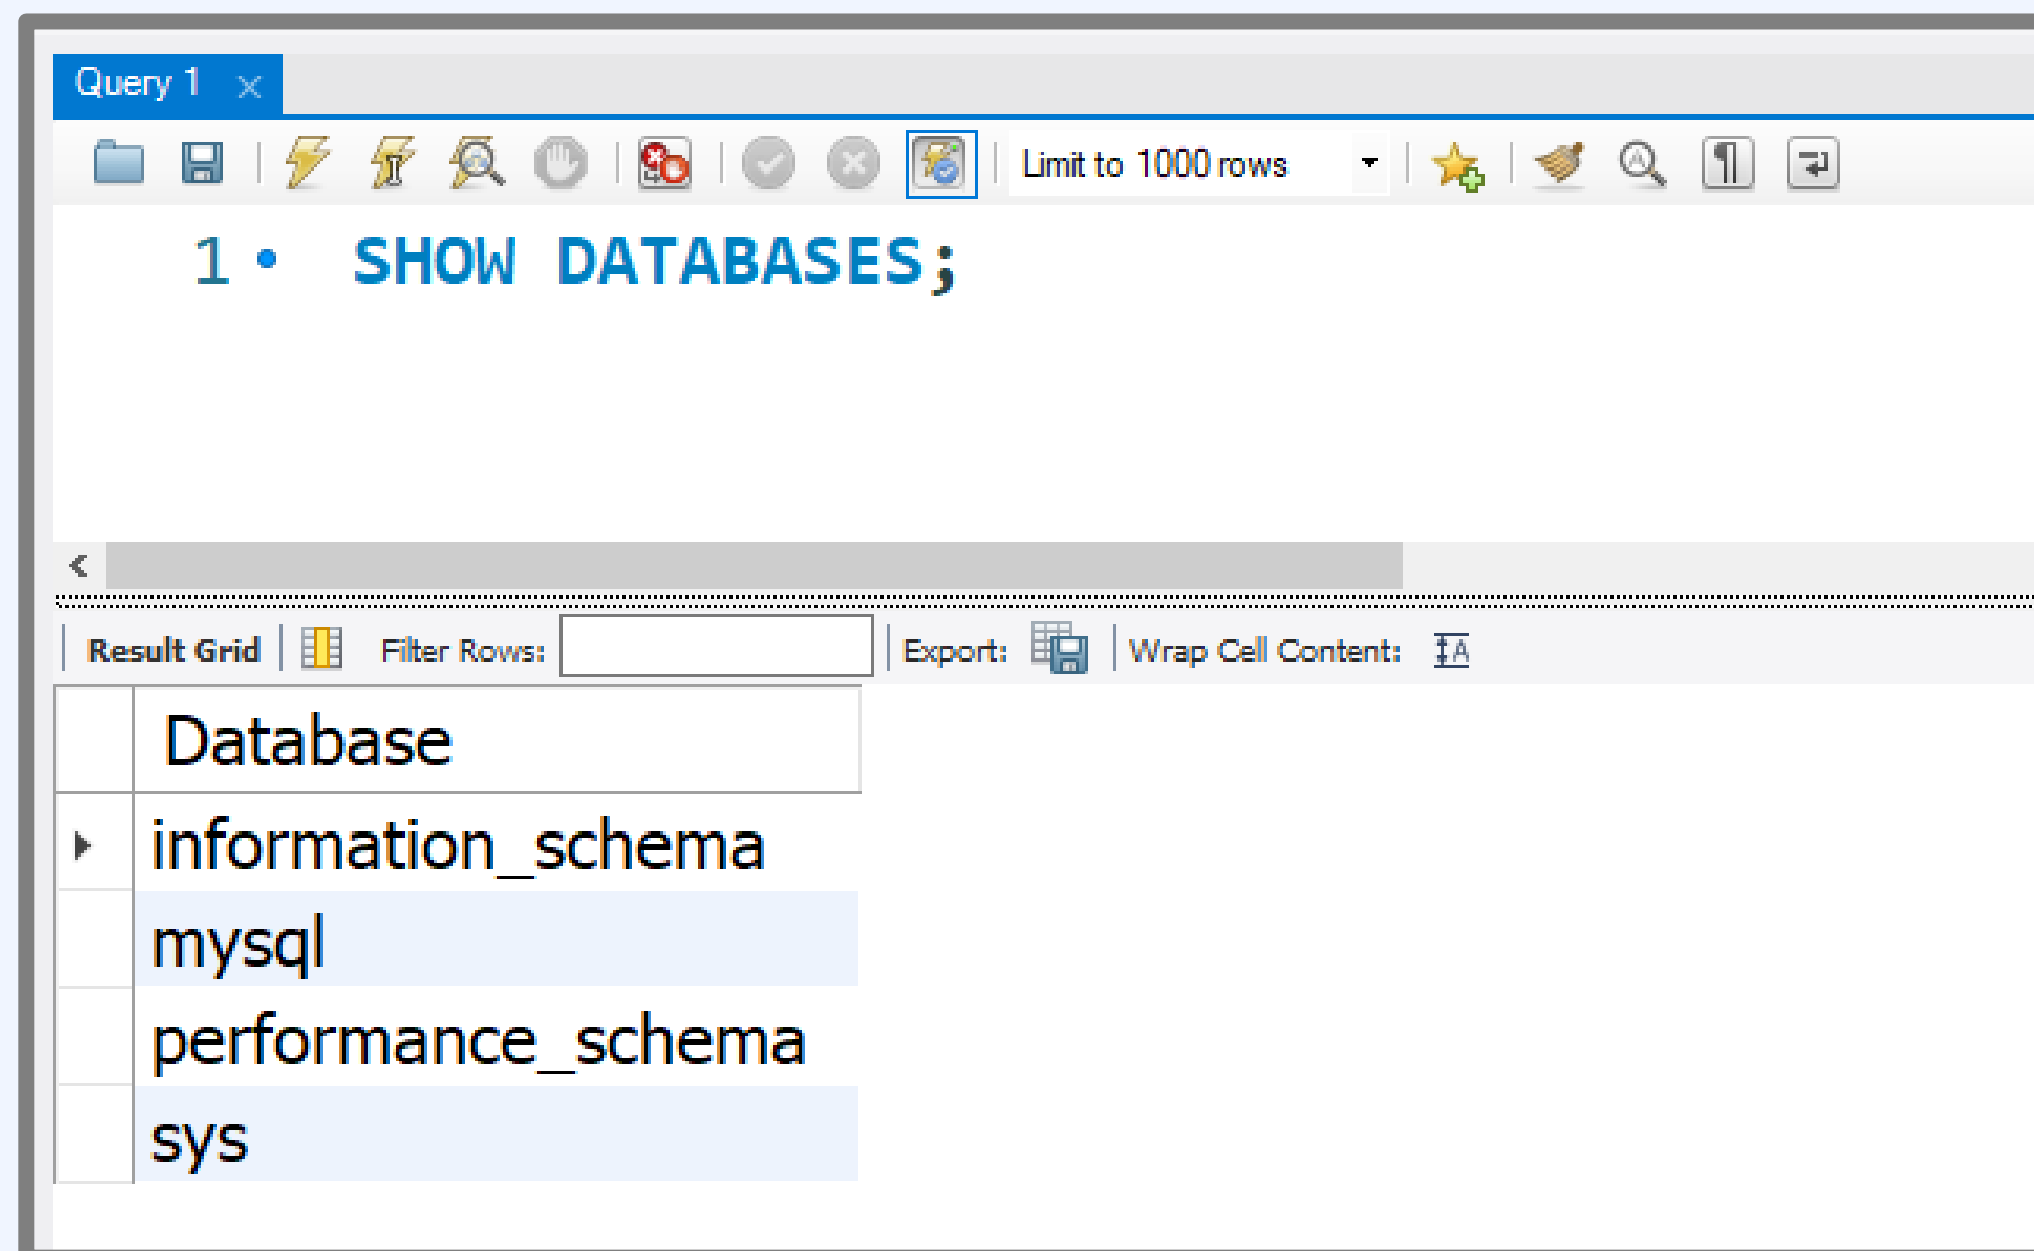 Query 1
Limit to 1000 rows
1 SHOW DATABASES;
Result Grid Filter Rows: Export: Wrap Cell Content:
Database
information_schema
mysql
performance_schema
sys